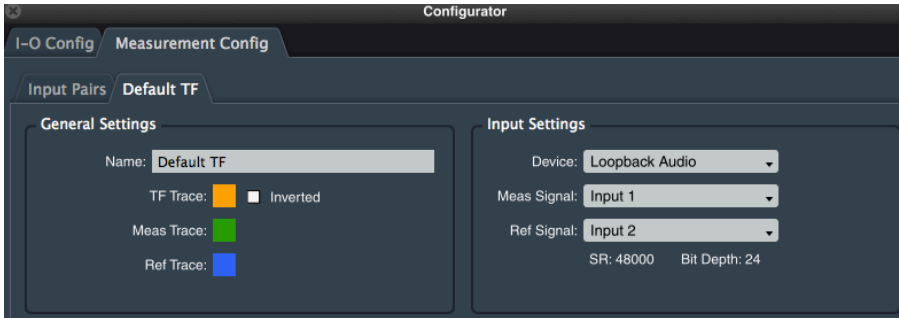 Configurator
I-O Config Measurement Config
Input Pairs Default TF
General Settings
Name: Default TF
TF Trace: Inverted
Meas Trace:
Ref Trace:
Input Settings
Device: Loopback Audio
Meas Signal: Input 1
Ref Signal: Input 2
SR: 48000 Bit Depth: 24